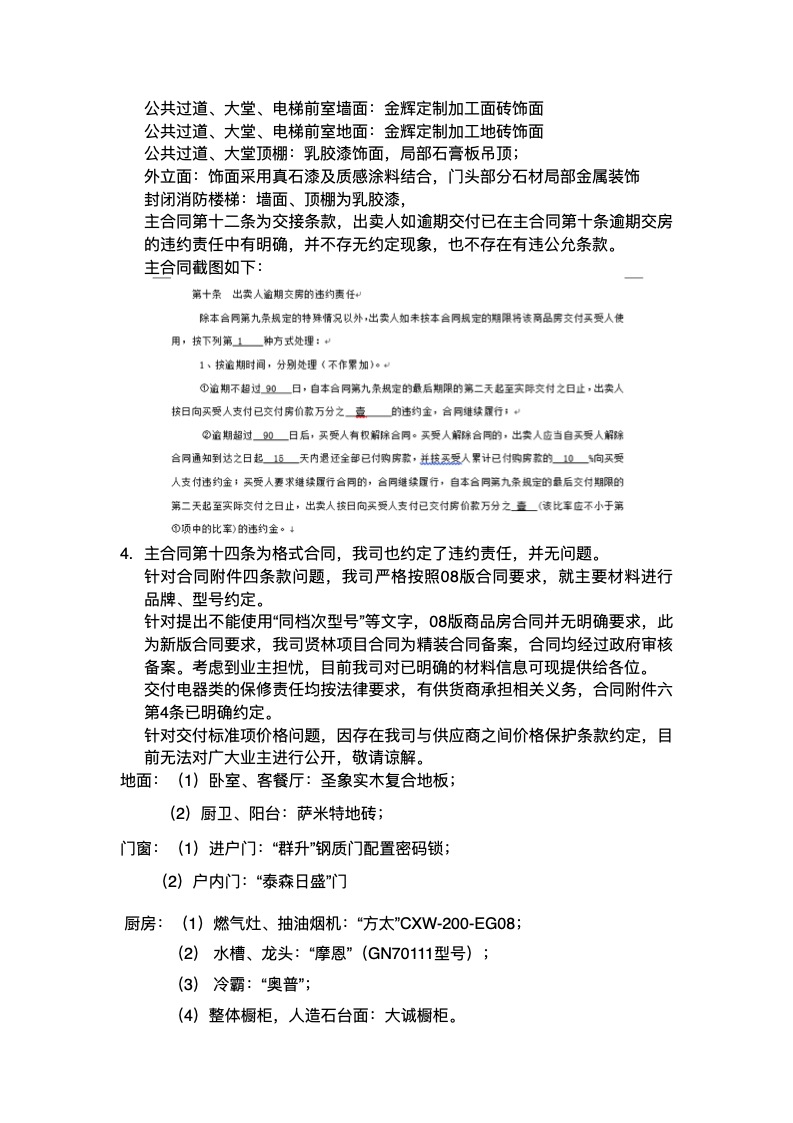 公共过道、大堂、电梯前室墙面：金辉定制加工面砖饰面
公共过道、大堂、电梯前室地面：金辉定制加工地砖饰面
公共过道、大堂顶棚：乳胶漆饰面，局部石膏板吊顶；
外立面：饰面采用真石漆及质感涂料结合，门头部分石材局部金属装饰
封闭消防楼梯：墙面、顶棚为乳胶漆，
主合同第十二条为交接条款，出卖人如逾期交付已在主合同第十条逾期交房
的违约责任中有明确，并不存无约定现象，也不存在有违公允条款。
主合同截图如下：
第十条 出卖人逾期交房的违约责任
除本合同第九条规定的特殊情况以外，出卖人如未按本合同规定的期限将该商品房交付买受人使
用，按下列第 1 种方式处理：
1、按逾期时间，分别处理（不作累加）。
①逾期不超过 90 日，自本合同第九条规定的最后期限的第二天起至实际交付之日止，出卖人
按日向买受人支付已交付房价款万分之 壹 的违约金，合同继续履行；
②逾期超过 90 日后，买受人有权解除合同。买受人解除合同的，出卖人应当自买受人解除
合同通知到达之日起 15 天内退还全部已付购房款，并按买受人累计已付购房款的 10 %向买受
人支付违约金；买受人要求继续履行合同的，合同继续履行，自本合同第九条规定的最后交付期限的
第二天起至实际交付之日止，出卖人按日向买受人支付已交付房价款万分之 壹 (该比率应不小于第
①项中的比率)的违约金。
4. 主合同第十四条为格式合同，我司也约定了违约责任，并无问题。
针对合同附件四条款问题，我司严格按照08版合同要求，就主要材料进行
品牌、型号约定。
针对提出不能使用“同档次型号”等文字，08版商品房合同并无明确要求，此
为新版合同要求，我司贤林项目合同为精装合同备案，合同均经过政府审核
备案。考虑到业主担忧，目前我司对已明确的材料信息可现提供给各位。
交付电器类的保修责任均按法律要求，有供货商承担相关义务，合同附件六
第4条已明确约定。
针对交付标准项价格问题，因存在我司与供应商之间价格保护条款约定，目
前无法对广大业主进行公开，敬请谅解。
地面：（1）卧室、客餐厅：圣象实木复合地板；
（2）厨卫、阳台：萨米特地砖；
门窗：（1）进户门：“群升”钢质门配置密码锁；
（2）户内门：“泰森日盛”门
厨房：（1）燃气灶、抽油烟机：“方太”CXW-200-EG08；
（2） 水槽、龙头：“摩恩”（GN70111型号）；
（3） 冷霸：“奥普”；
（4）整体橱柜，人造石台面：大诚橱柜。